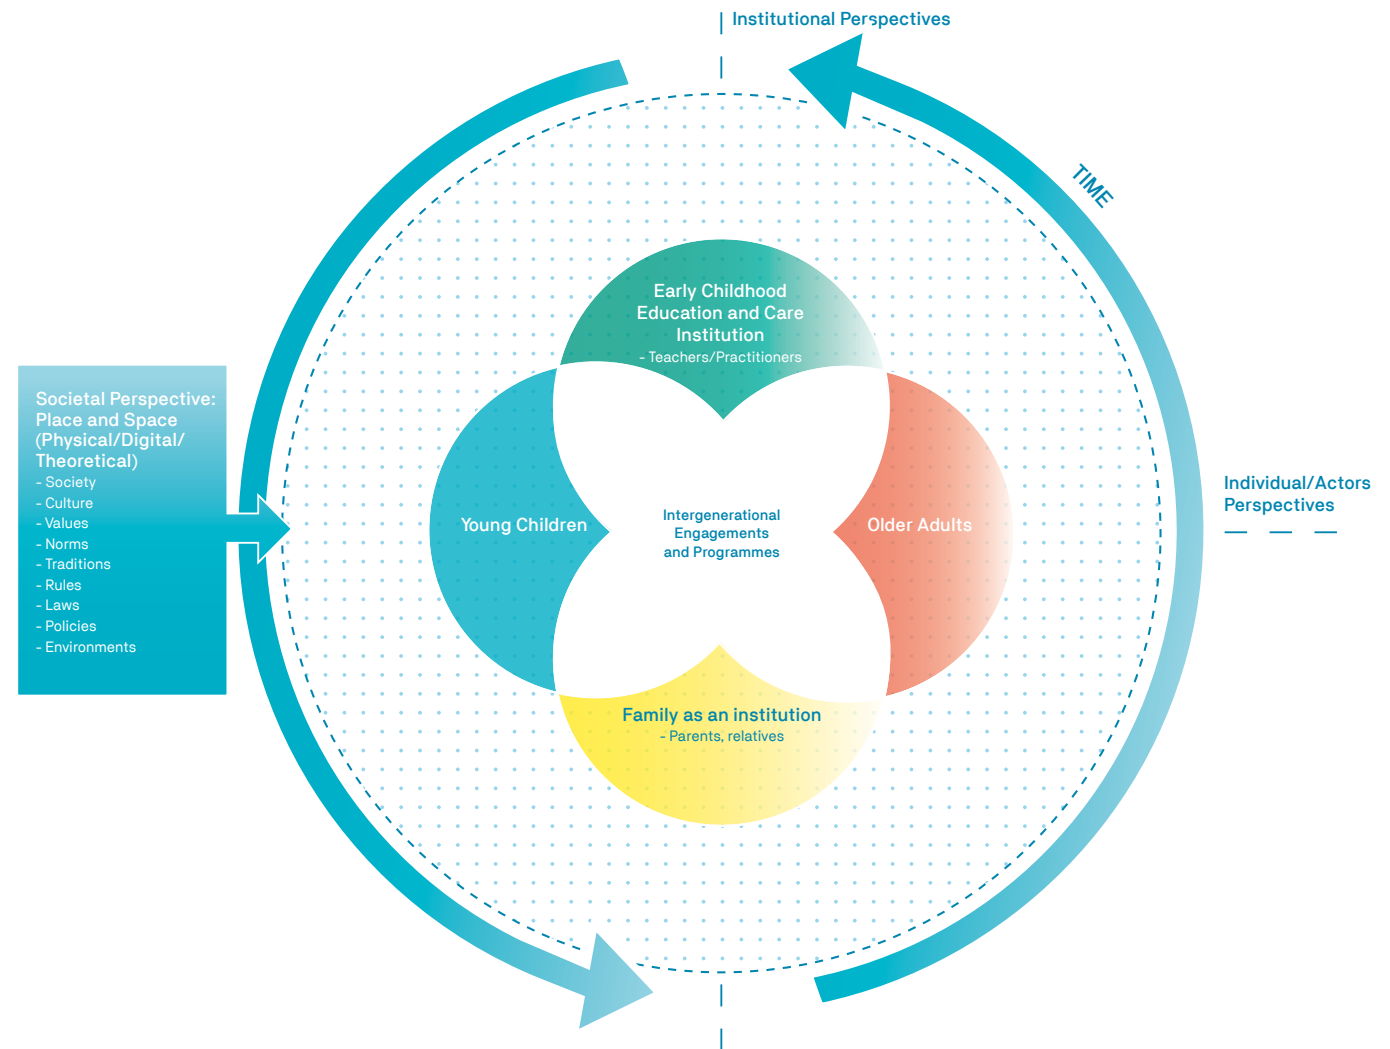 Institutional Perspectives
TIME
Early Childhood
Education and Care
Institution
- Teachers/Practitioners
Societal Perspective:
Place and Space
(Physical/Digital/
Theoretical)
- Society
- Culture
- Values
- Norms
- Traditions
- Rules
- Laws
- Policies
- Environments
Young Children
Intergenerational
Engagements
and Programmes
Older Adults
Individual/Actors
Perspectives
Family as an institution
- Parents, relatives